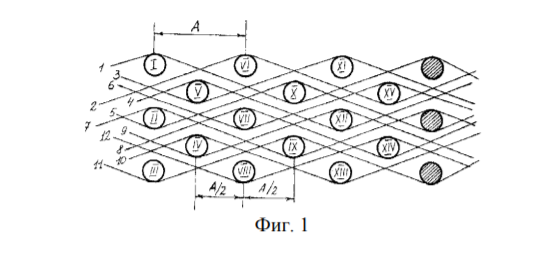 A
1
3
6
2
4
5
7
9
12
8
10
11
I
VI
XI
V
X
XV
II
VII
XII
IV
IX
XIV
III
VIII
XIII
A/2
A/2
Фиг. 1